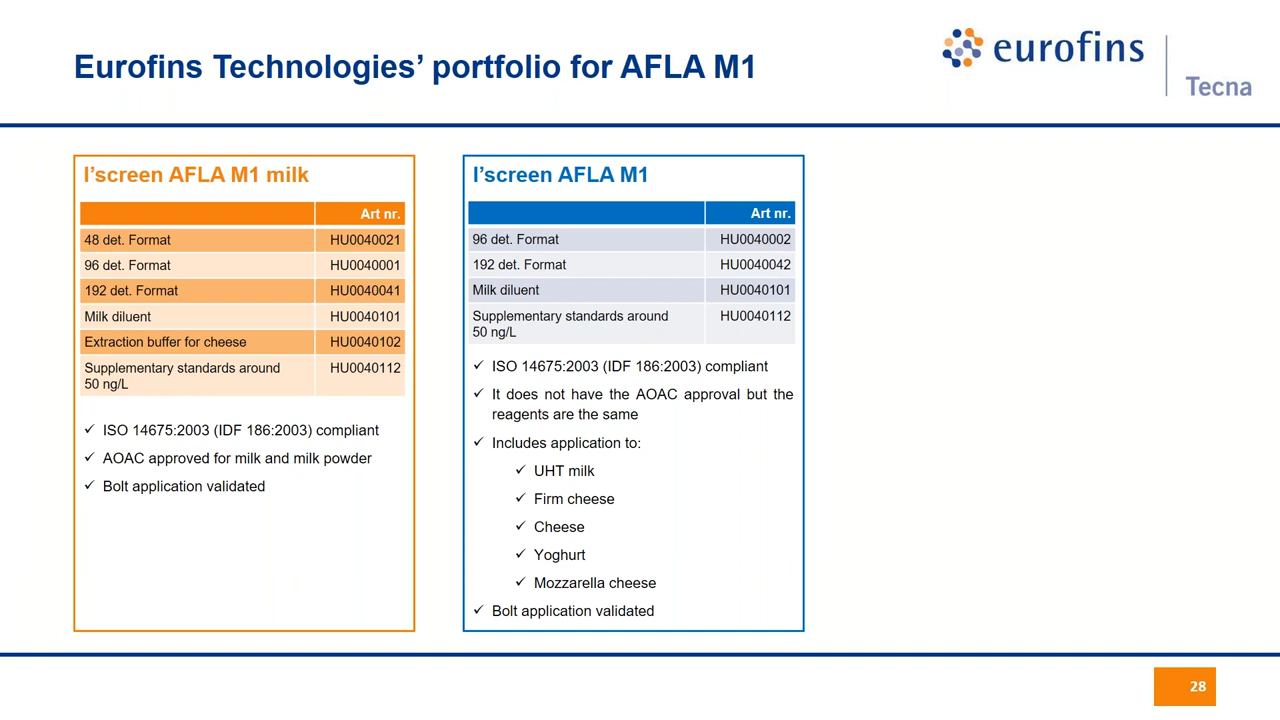 Eurofins Technologies’ portfolio for AFLA M1
eurofins
Tecna
I’screen AFLA M1 milk
Art nr.
48 det. Format HU0040021
96 det. Format HU0040001
192 det. Format HU0040041
Milk diluent HU0040101
Extraction buffer for cheese HU0040102
Supplementary standards around HU0040112
50 ng/L
✓ ISO 14675:2003 (IDF 186:2003) compliant
✓ AOAC approved for milk and milk powder
✓ Bolt application validated
I’screen AFLA M1
Art nr.
96 det. Format HU0040002
192 det. Format HU0040042
Milk diluent HU0040101
Supplementary standards around HU0040112
50 ng/L
✓ ISO 14675:2003 (IDF 186:2003) compliant
✓ It does not have the AOAC approval but the
reagents are the same
✓ Includes application to:
✓ UHT milk
✓ Firm cheese
✓ Cheese
✓ Yoghurt
✓ Mozzarella cheese
✓ Bolt application validated
28